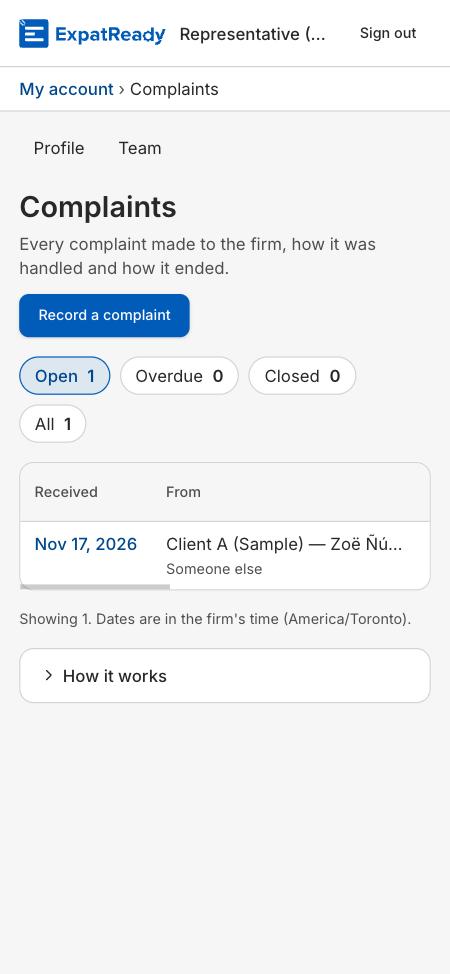 ExpatReady Representative (... Sign out
My account › Complaints
Profile Team
Complaints
Every complaint made to the firm, how it was
handled and how it ended.
Record a complaint
Open 1 Overdue 0 Closed 0
All 1
Received From
Nov 17, 2026 Client A (Sample) — Zoë Ñú...
Someone else
Showing 1. Dates are in the firm's time (America/Toronto).
How it works